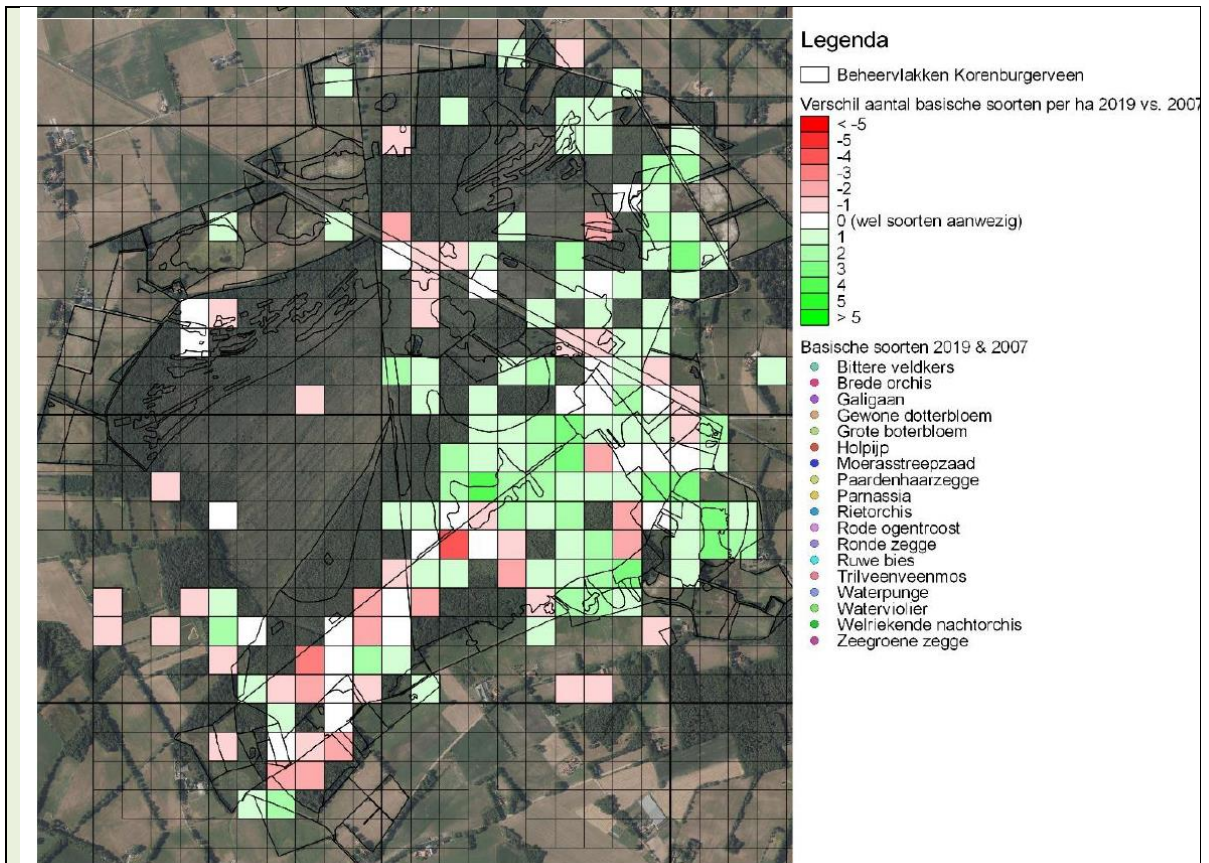 Legenda
Beheervlakken Korenburgerveen
Verschil aantal basische soorten per ha 2019 vs. 2007
< -5
-5
-4
-3
-2
-1
0 (wel soorten aanwezig)
1
2
3
4
5
> 5
Basische soorten 2019 & 2007
Bittere veldkers
Brede orchis
Galigaan
Gewone dotterbloem
Grote boterbloem
Holpijp
Moerasstreepzaad
Paardenhaarzegge
Parnassia
Rietorchis
Rode ogentroost
Ronde zegge
Ruwe bies
Trilveenveenmos
Waterpunge
Waterviolier
Welriekende nachtorchis
Zeegroene zegge